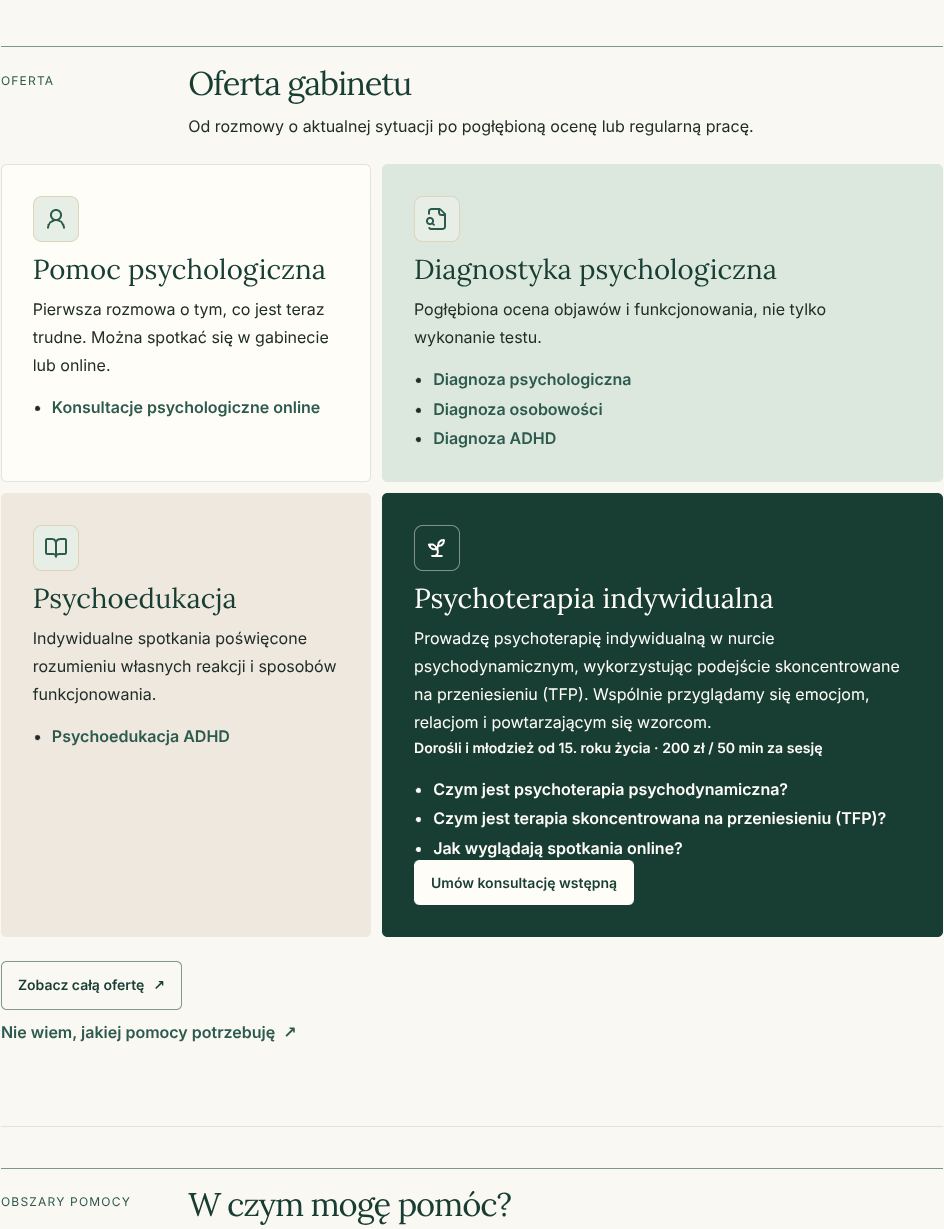 OFERTA
Oferta gabinetu
Od rozmowy o aktualnej sytuacji po pogłębioną ocenę lub regularną pracę.
Pomoc psychologiczna
Pierwsza rozmowa o tym, co jest teraz
trudne. Można spotkać się w gabinecie
lub online.
• Konsultacje psychologiczne online
Diagnostyka psychologiczna
Pogłębiona ocena objawów i funkcjonowania, nie tylko
wykonanie testu.
• Diagnoza psychologiczna
• Diagnoza osobowości
• Diagnoza ADHD
Psychoedukacja
Indywidualne spotkania poświęcone
rozumieniu własnych reakcji i sposobów
funkcjonowania.
• Psychoedukacja ADHD
Psychoterapia indywidualna
Prowadzę psychoterapię indywidualną w nurcie
psychodynamicznym, wykorzystując podejście skoncentrowane
na przeniesieniu (TFP). Wspólnie przyglądamy się emocjom,
relacjom i powtarzającym się wzorcom.
Dorośli i młodzież od 15. roku życia · 200 zł / 50 min za sesję
• Czym jest psychoterapia psychodynamiczna?
• Czym jest terapia skoncentrowana na przeniesieniu (TFP)?
• Jak wyglądają spotkania online?
Umów konsultację wstępną
Zobacz całą ofertę ↗
Nie wiem, jakiej pomocy potrzebuję ↗
OBSZARY POMOCY
W czym mogę pomóc?